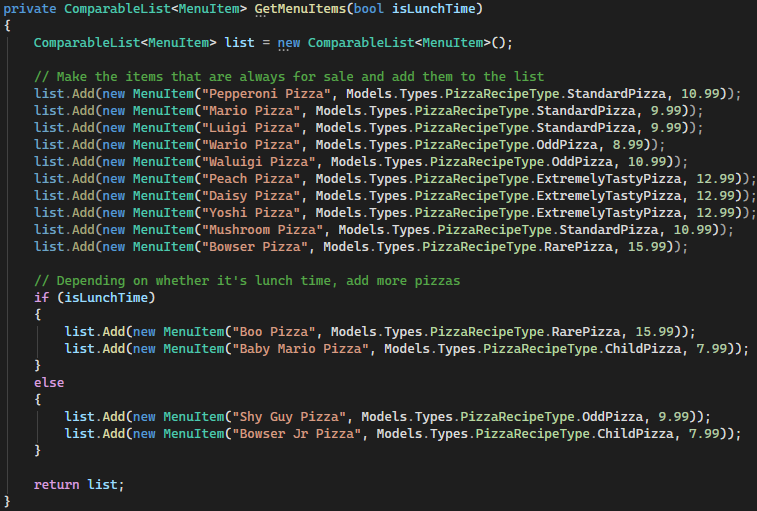 private ComparableList<MenuItem> GetMenuItems(bool isLunchTime)
{
    ComparableList<MenuItem> list = new ComparableList<MenuItem>();

    // Make the items that are always for sale and add them to the list
    list.Add(new MenuItem("Pepperoni Pizza", Models.Types.PizzaRecipeType.StandardPizza, 10.99));
    list.Add(new MenuItem("Mario Pizza", Models.Types.PizzaRecipeType.StandardPizza, 9.99));
    list.Add(new MenuItem("Luigi Pizza", Models.Types.PizzaRecipeType.StandardPizza, 9.99));
    list.Add(new MenuItem("Wario Pizza", Models.Types.PizzaRecipeType.OddPizza, 8.99));
    list.Add(new MenuItem("Waluigi Pizza", Models.Types.PizzaRecipeType.OddPizza, 10.99));
    list.Add(new MenuItem("Peach Pizza", Models.Types.PizzaRecipeType.ExtremelyTastyPizza, 12.99));
    list.Add(new MenuItem("Daisy Pizza", Models.Types.PizzaRecipeType.ExtremelyTastyPizza, 12.99));
    list.Add(new MenuItem("Yoshi Pizza", Models.Types.PizzaRecipeType.ExtremelyTastyPizza, 12.99));
    list.Add(new MenuItem("Mushroom Pizza", Models.Types.PizzaRecipeType.StandardPizza, 10.99));
    list.Add(new MenuItem("Bowser Pizza", Models.Types.PizzaRecipeType.RarePizza, 15.99));

    // Depending on whether it's lunch time, add more pizzas
    if (isLunchTime)
    {
        list.Add(new MenuItem("Boo Pizza", Models.Types.PizzaRecipeType.RarePizza, 15.99));
        list.Add(new MenuItem("Baby Mario Pizza", Models.Types.PizzaRecipeType.ChildPizza, 7.99));
    }
    else
    {
        list.Add(new MenuItem("Shy Guy Pizza", Models.Types.PizzaRecipeType.OddPizza, 9.99));
        list.Add(new MenuItem("Bowser Jr Pizza", Models.Types.PizzaRecipeType.ChildPizza, 7.99));
    }

    return list;
}